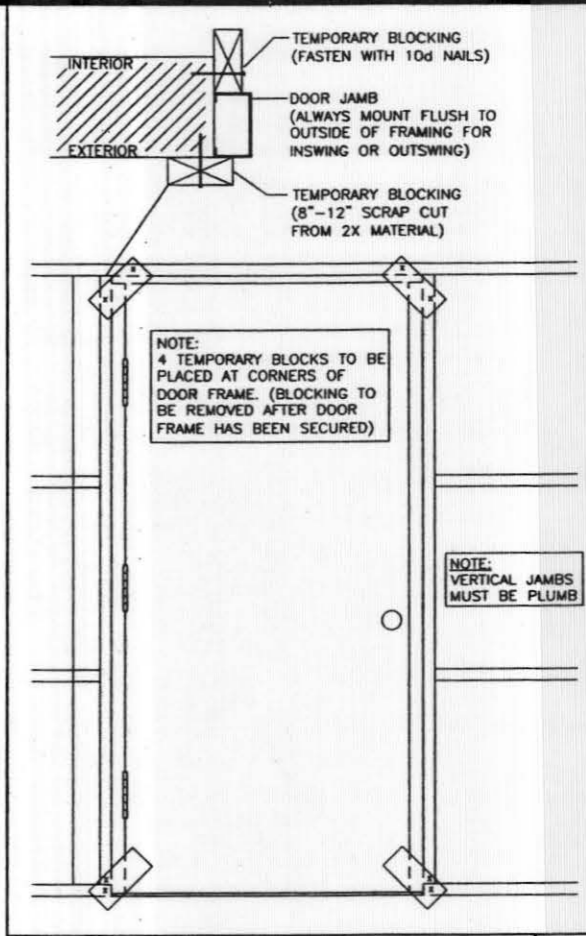 TEMPORARY BLOCKING
(FASTEN WITH 10d NAILS)
INTERIOR
DOOR JAMB
(ALWAYS MOUNT FLUSH TO
OUTSIDE OF FRAMING FOR
INSWING OR OUTSWING)
EXTERIOR
TEMPORARY BLOCKING
(8"-12" SCRAP CUT
FROM 2X MATERIAL)
NOTE:
4 TEMPORARY BLOCKS TO BE
PLACED AT CORNERS OF
DOOR FRAME. (BLOCKING TO
BE REMOVED AFTER DOOR
FRAME HAS BEEN SECURED)
NOTE:
VERTICAL JAMBS
MUST BE PLUMB